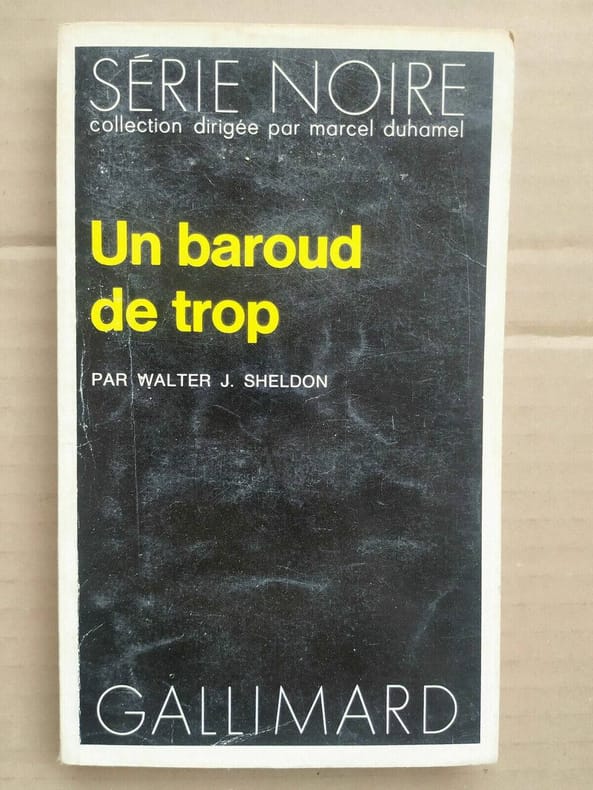 SÉRIE NOIRE
collection dirigée par marcel duhamel
Un baroud
de trop
PAR WALTER J. SHELDON
GALLIMARD